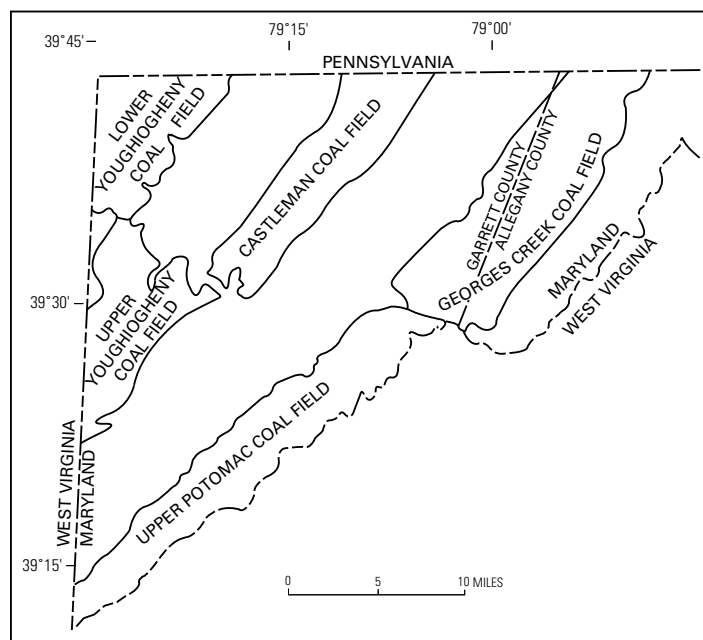 39°45'
79°15'
79°00'
PENNSYLVANIA
LOWER
YOUGHIOGHENY
COAL FIELD
CASTLEMAN COAL FIELD
GARRETT COUNTY
ALLEGANY COUNTY
GEORGES CREEK COAL FIELD
MARYLAND
WEST VIRGINIA
39°30'
UPPER
YOUGHIOGHENY
COAL FIELD
UPPER POTOMAC COAL FIELD
WEST VIRGINIA
MARYLAND
39°15'
0 5 10 MILES